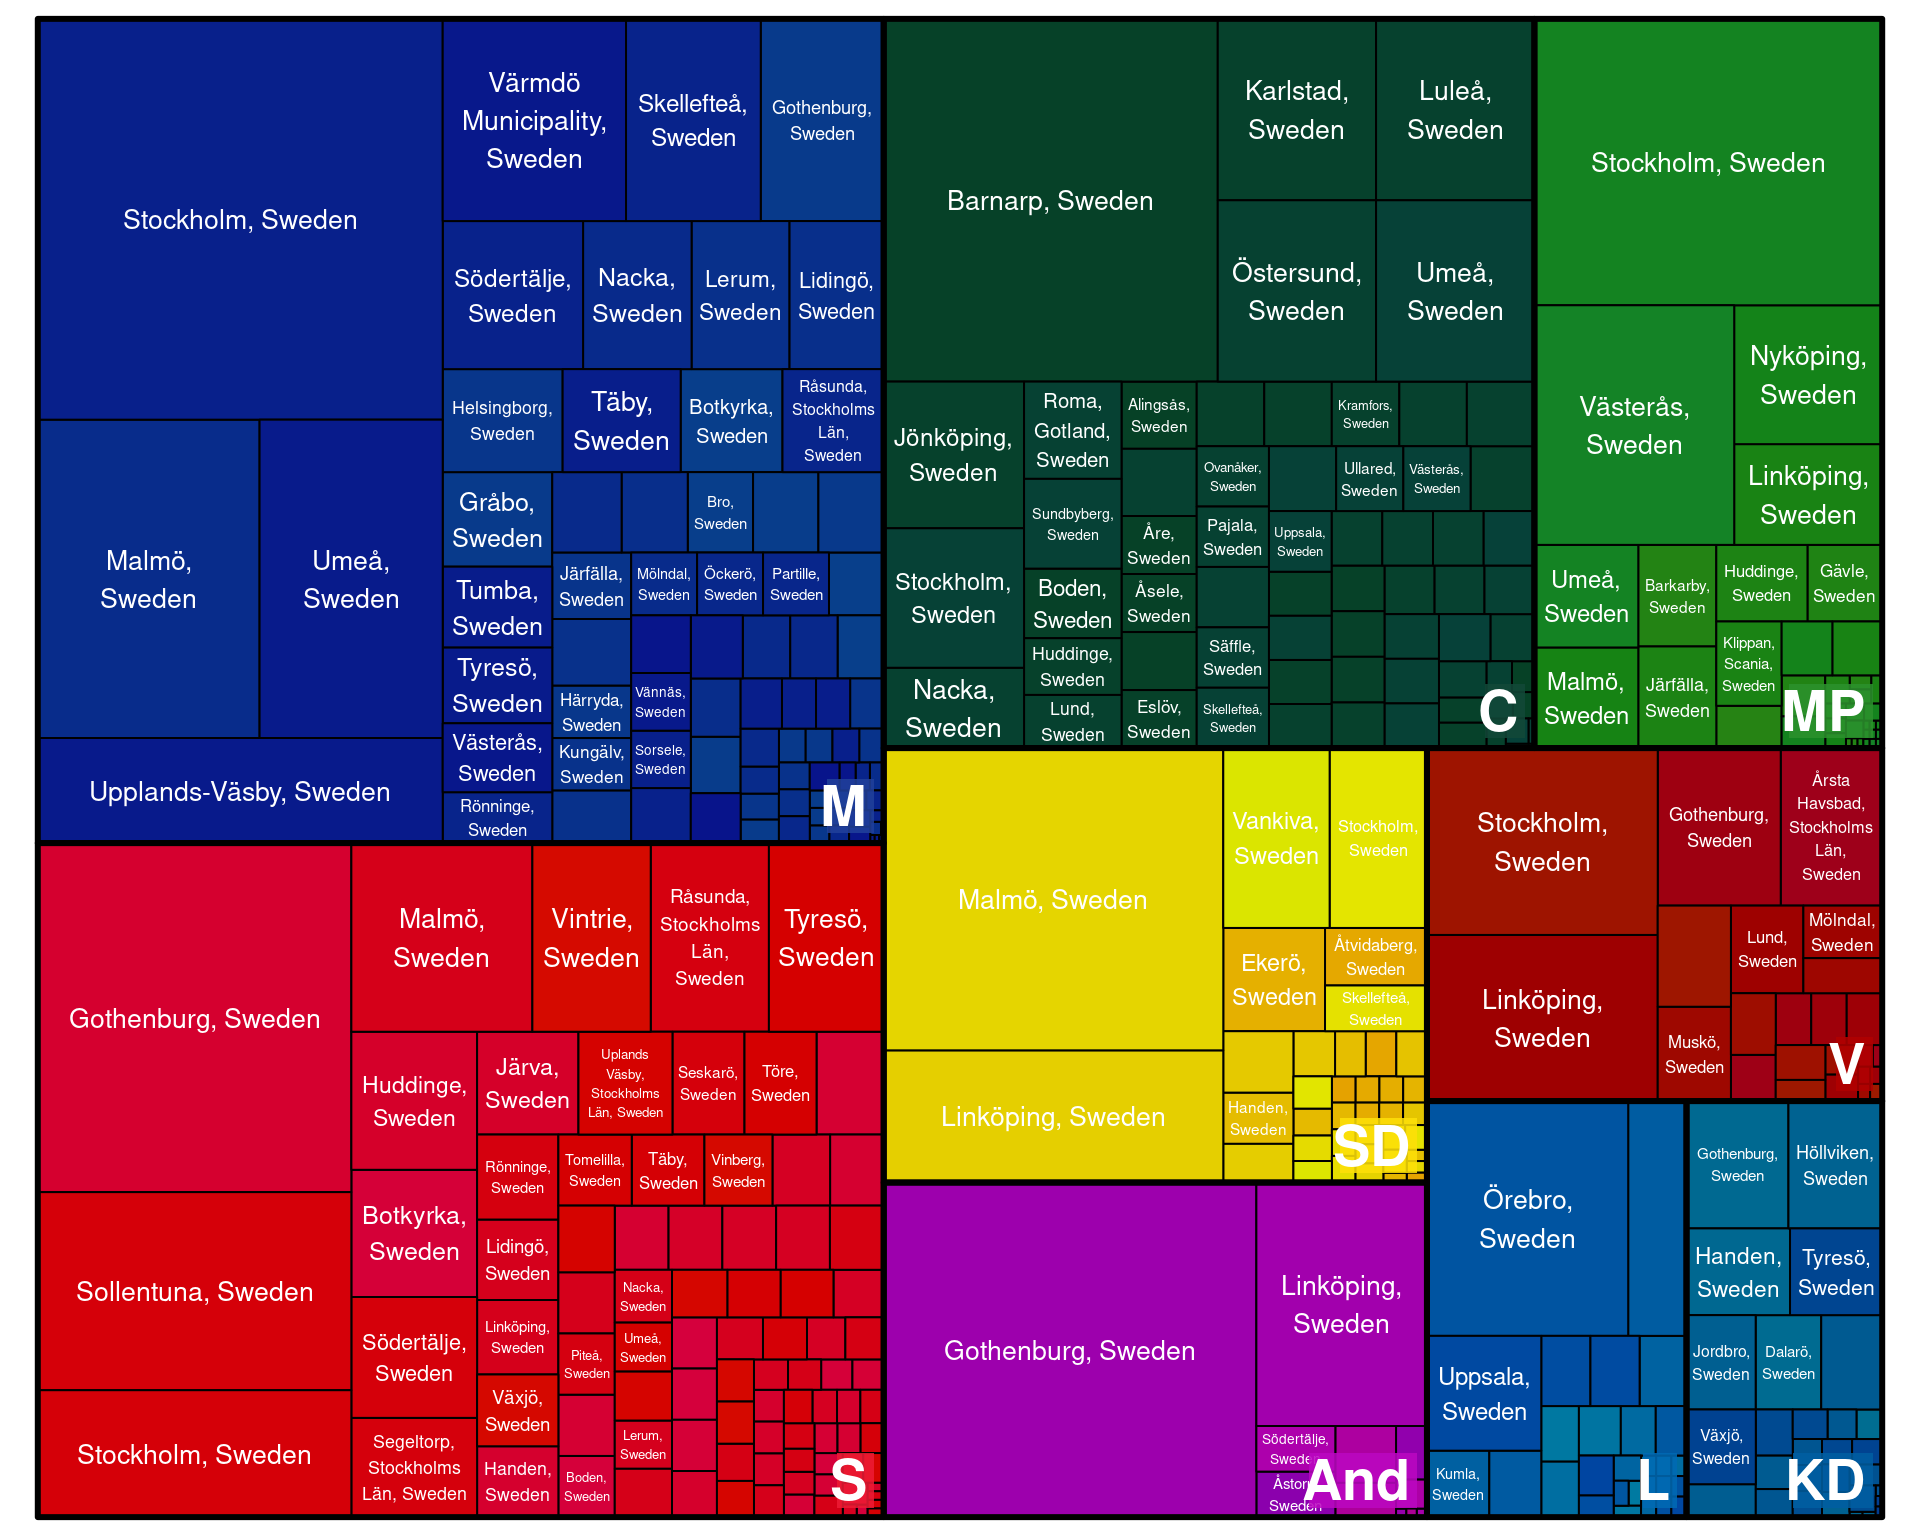 Stockholm, Sweden
Värmdö
Municipality,
Sweden
Skellefteå,
Sweden
Gothenburg,
Sweden
Södertälje,
Sweden
Nacka,
Sweden
Lerum,
Sweden
Lidingö,
Sweden
Helsingborg,
Sweden
Täby,
Sweden
Botkyrka,
Sweden
Råsunda,
Stockholms
Län,
Sweden
Malmö,
Sweden
Umeå,
Sweden
Upplands-Väsby, Sweden
Gråbo,
Sweden
Bro,
Sweden
Tumba,
Sweden
Järfälla,
Sweden
Mölndal,
Sweden
Öckerö,
Sweden
Partille,
Sweden
Tyresö,
Sweden
Härryda,
Sweden
Vännäs,
Sweden
Västerås,
Sweden
Kungälv,
Sweden
Sorsele,
Sweden
Rönninge,
Sweden
M
Barnarp, Sweden
Karlstad,
Sweden
Luleå,
Sweden
Östersund,
Sweden
Umeå,
Sweden
Jönköping,
Sweden
Roma,
Gotland,
Sweden
Alingsås,
Sweden
Kramfors,
Sweden
Sundbyberg,
Sweden
Ovanåker,
Sweden
Ullared,
Sweden
Västerås,
Sweden
Åre,
Sweden
Pajala,
Sweden
Uppsala,
Sweden
Stockholm,
Sweden
Boden,
Sweden
Åsele,
Sweden
Huddinge,
Sweden
Säffle,
Sweden
Nacka,
Sweden
Lund,
Sweden
Eslöv,
Sweden
Skellefteå,
Sweden
C
Stockholm, Sweden
Västerås,
Sweden
Nyköping,
Sweden
Linköping,
Sweden
Umeå,
Sweden
Barkarby,
Sweden
Huddinge,
Sweden
Gävle,
Sweden
Malmö,
Sweden
Järfälla,
Sweden
Klippan,
Scania,
Sweden
MP
Gothenburg, Sweden
Malmö,
Sweden
Vintrie,
Sweden
Råsunda,
Stockholms
Län,
Sweden
Tyresö,
Sweden
Huddinge,
Sweden
Järva,
Sweden
Uplands
Väsby,
Stockholms
Län, Sweden
Seskarö,
Sweden
Töre,
Sweden
Rönninge,
Sweden
Tomelilla,
Sweden
Täby,
Sweden
Vinberg,
Sweden
Botkyrka,
Sweden
Lidingö,
Sweden
Sollentuna, Sweden
Södertälje,
Sweden
Linköping,
Sweden
Nacka,
Sweden
Piteå,
Sweden
Umeå,
Sweden
Växjö,
Sweden
Stockholm, Sweden
Segeltorp,
Stockholms
Län, Sweden
Handen,
Sweden
Lerum,
Sweden
Boden,
Sweden
S
Malmö, Sweden
Vankiva,
Sweden
Stockholm,
Sweden
Ekerö,
Sweden
Åtvidaberg,
Sweden
Skellefteå,
Sweden
Linköping, Sweden
Handen,
Sweden
SD
Stockholm,
Sweden
Gothenburg,
Sweden
Årsta
Havsbad,
Stockholms
Län,
Sweden
Linköping,
Sweden
Lund,
Sweden
Mölndal,
Sweden
Muskö,
Sweden
V
Gothenburg, Sweden
Linköping,
Sweden
Södertälje,
Sweden
Åstorp,
Sweden
And
Örebro,
Sweden
Uppsala,
Sweden
Kumla,
Sweden
L
Gothenburg,
Sweden
Höllviken,
Sweden
Handen,
Sweden
Tyresö,
Sweden
Jordbro,
Sweden
Dalarö,
Sweden
Växjö,
Sweden
KD